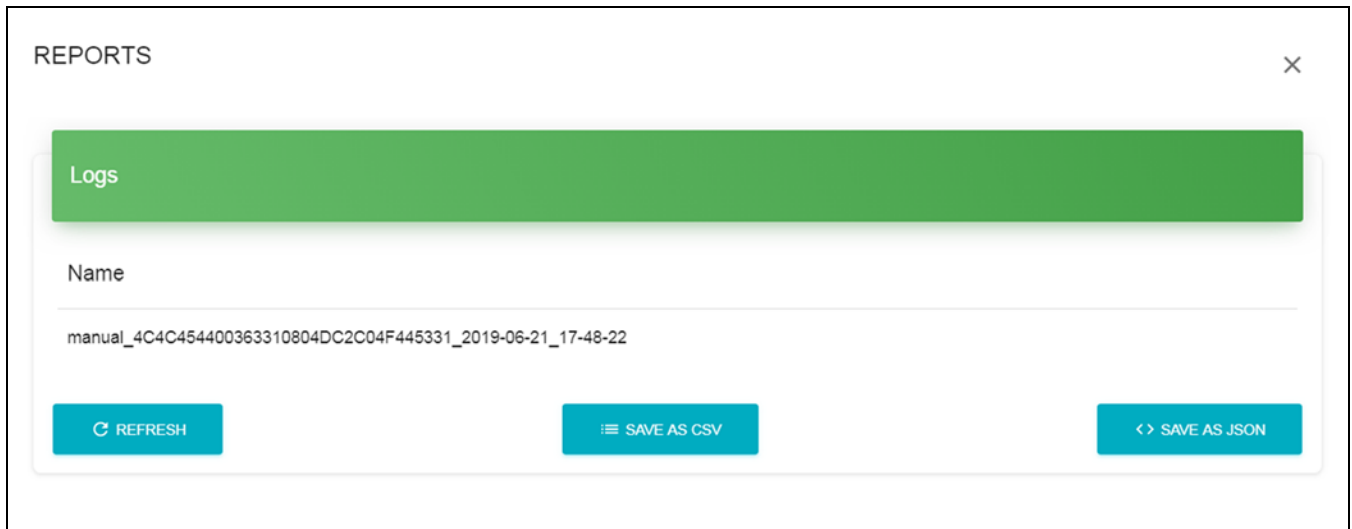 REPORTS
Logs
Name
manual_4C4C454400363310804DC2C04F445331_2019-06-21_17-48-22
REFRESH
SAVE AS CSV
SAVE AS JSON